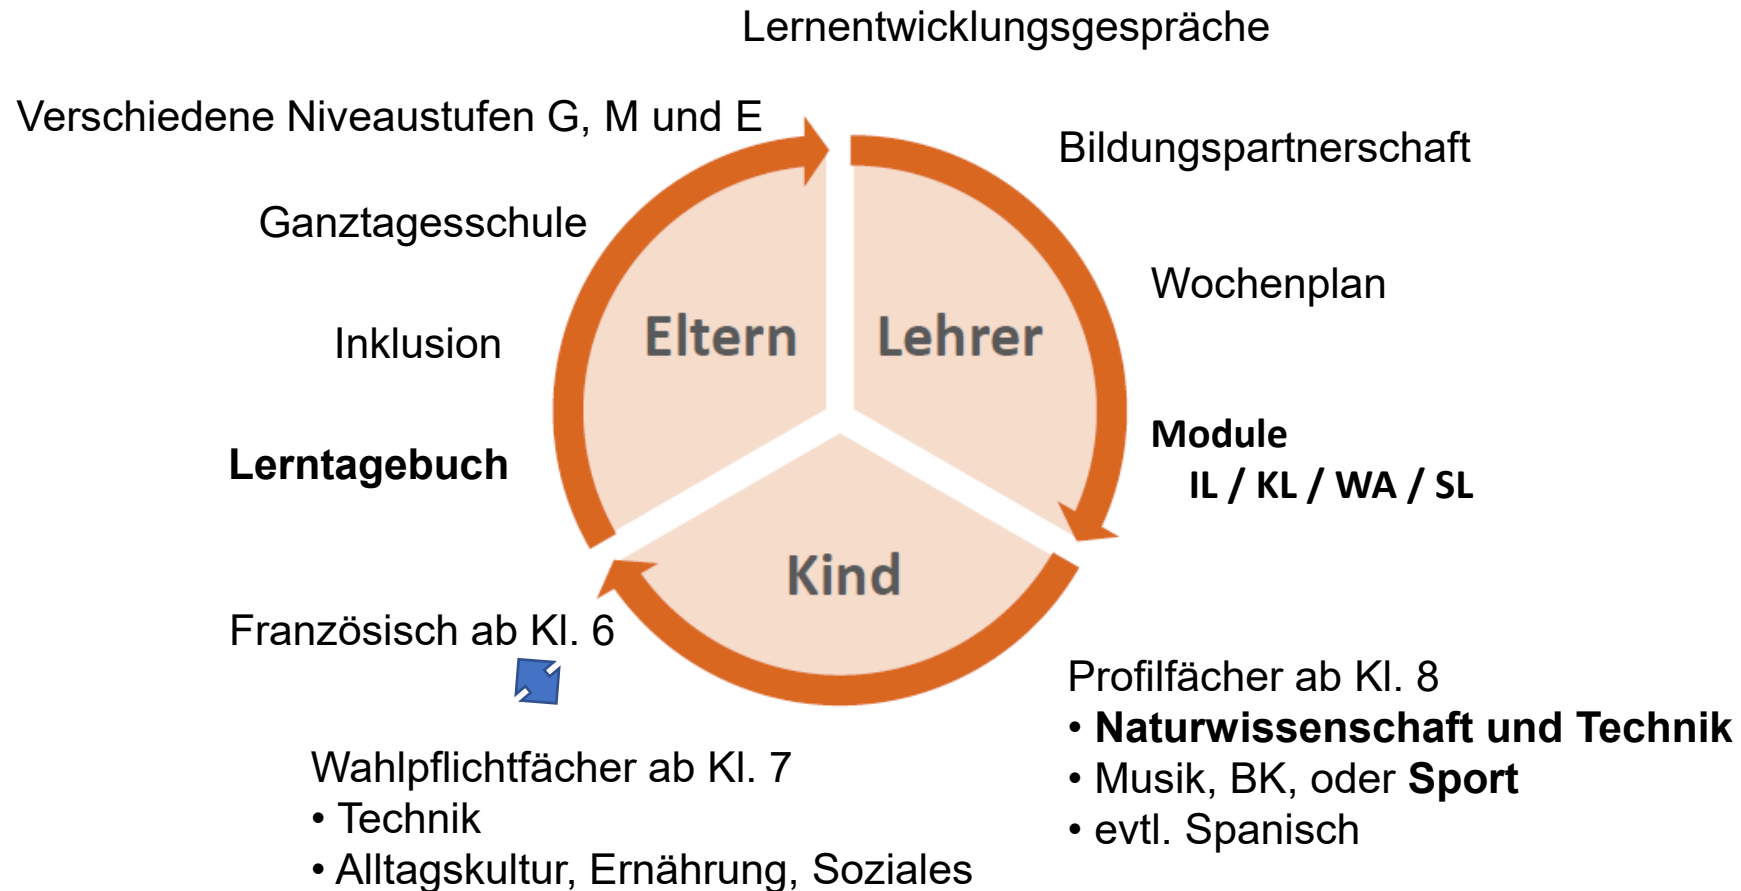 Lernentwicklungsgespräche
Verschiedene Niveaustufen G, M und E
Bildungspartnerschaft
Ganztagesschule
Wochenplan
Inklusion
Eltern
Lehrer
Lerntagebuch
Module
IL / KL / WA / SL
Kind
Französisch ab Kl. 6
Wahlpflichtfächer ab Kl. 7
• Technik
• Alltagskultur, Ernährung, Soziales
Profilfächer ab Kl. 8
• Naturwissenschaft und Technik
• Musik, BK, oder Sport
• evtl. Spanisch